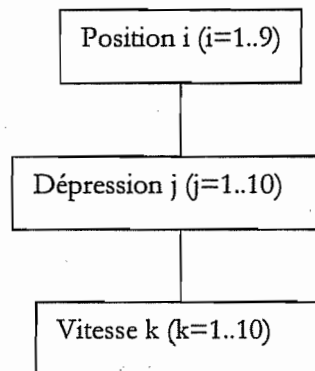 Position i (i=1..9)
Dépression j (j=1..10)
Vitesse k (k=1..10)